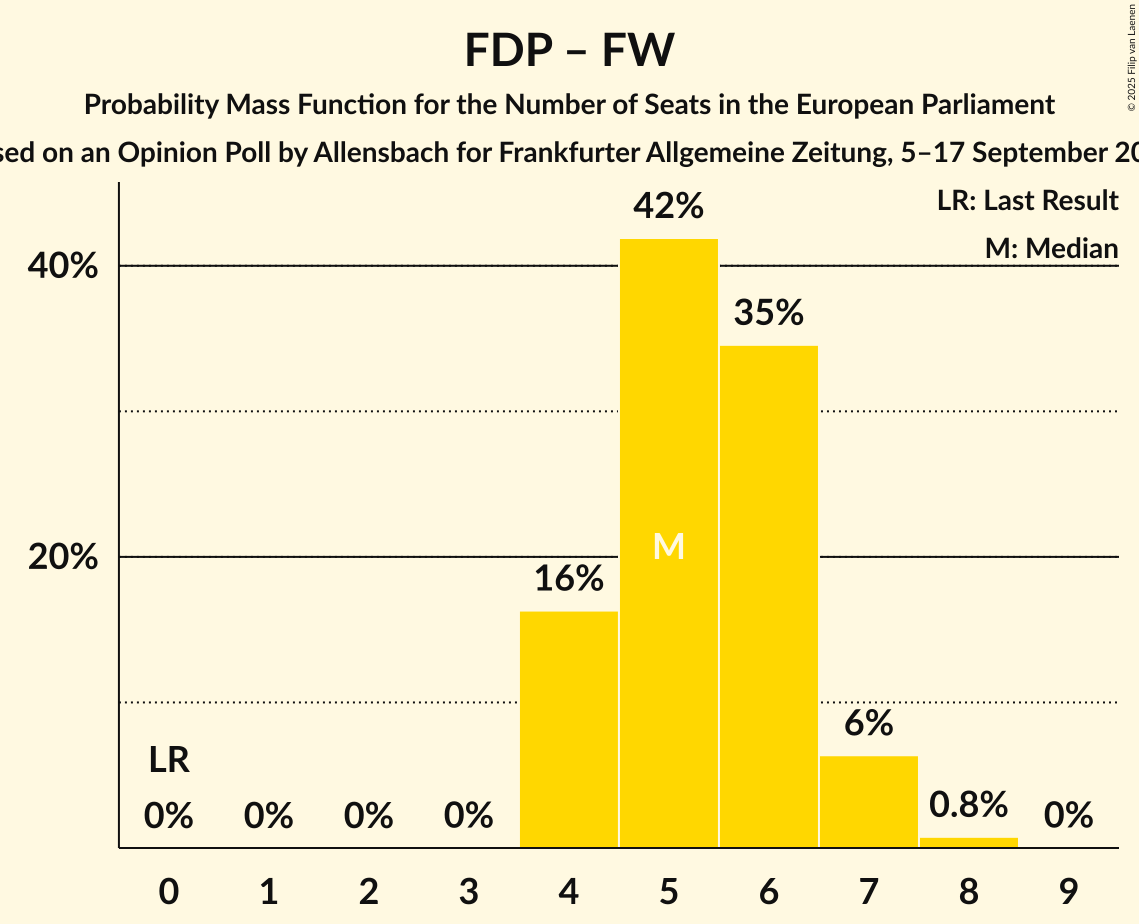 FDP – FW
Probability Mass Function for the Number of Seats in the European Parliament
on an Opinion Poll by Allensbach for Frankfurter Allgemeine Zeitung, 5–17 September
© 2025 Filip van Laenen
LR: Last Result
M: Median
42%
40%
35%
M
20%
16%
6%
LR
0.8%
0% 0% 0% 0% 0%
0 1 2 3 4 5 6 7 8 9